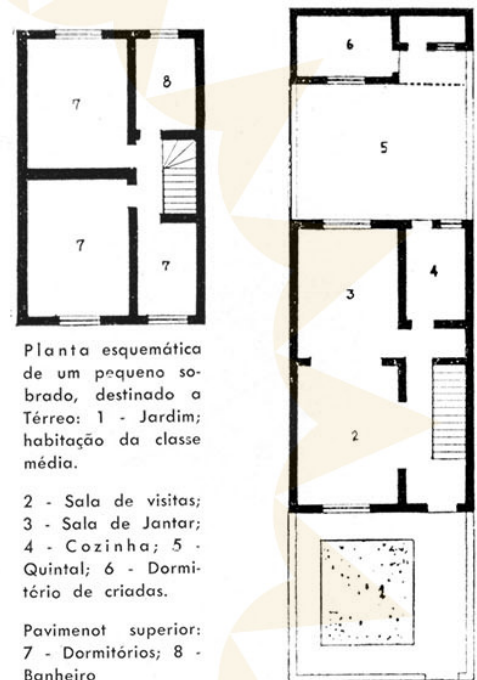 7
8
7
7
6
5
4
3
2
1
Planta esquemática
de um pequeno so-
brado, destinado a
Térreo: 1 - Jardim;
habitação da classe
média.
2 - Sala de visitas;
3 - Sala de Jantar;
4 - Cozinha; 5 -
Quintal; 6 - Dormi-
tério de criadas.
Pavimenot superior:
7 - Dormitórios; 8 -
Banheiro